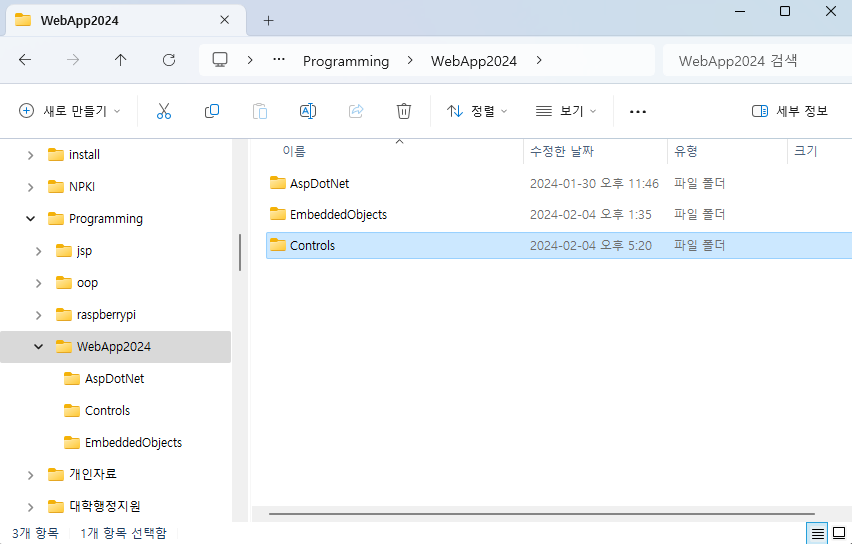 WebApp2024
Programming WebApp2024 WebApp2024 검색
새로 만들기 정렬 보기 세부 정보
install
NPKI
Programming
jsp
oop
raspberrypi
WebApp2024
AspDotNet
Controls
EmbeddedObjects
개인자료
대학행정지원
이름 수정한 날짜 유형 크기
AspDotNet 2024-01-30 오후 11:46 파일 폴더
EmbeddedObjects 2024-02-04 오후 1:35 파일 폴더
Controls 2024-02-04 오후 5:20 파일 폴더
3개 항목 1개 항목 선택함